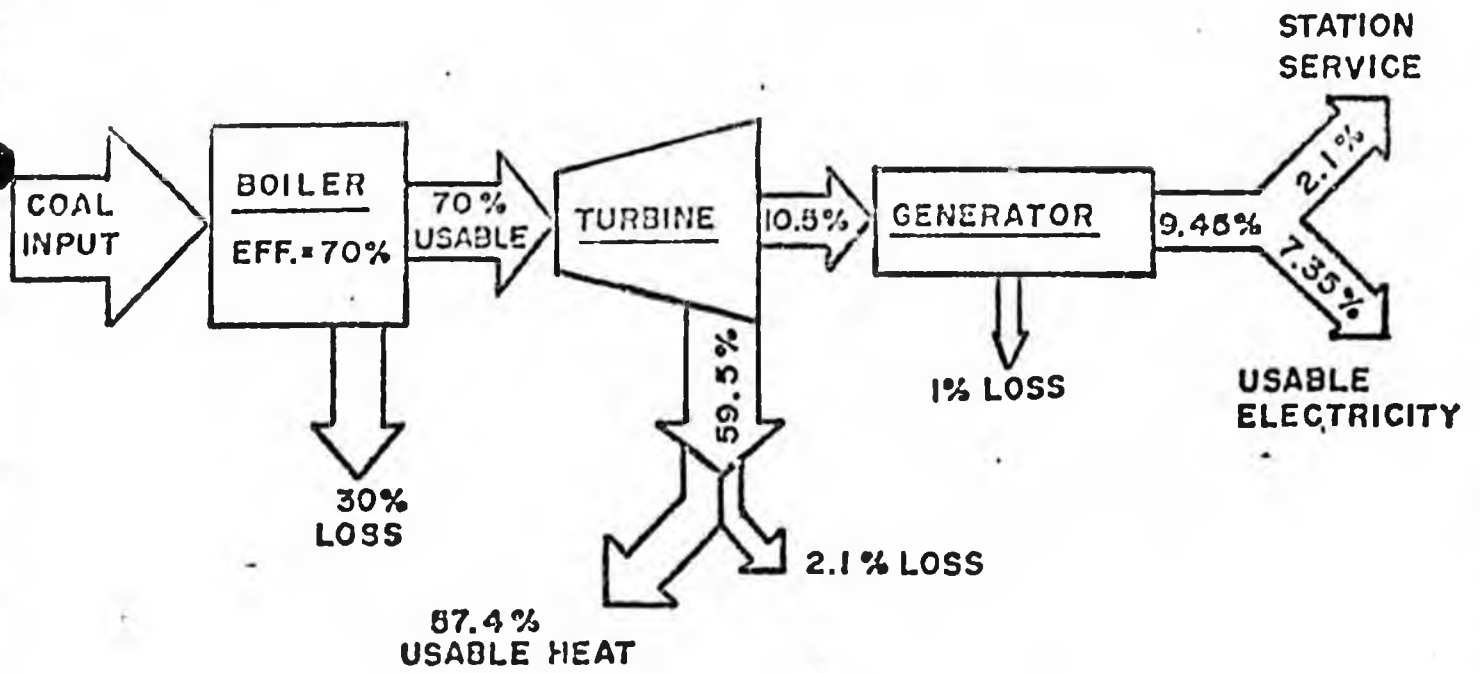 STATION
SERVICE
COAL
INPUT
BOILER
EFF.=70%
70%
USABLE
TURBINE
10.5%
GENERATOR
9.45%
2.1%
7.35%
USABLE
ELECTRICITY
1% LOSS
59.5%
30%
LOSS
2.1% LOSS
57.4%
USABLE HEAT